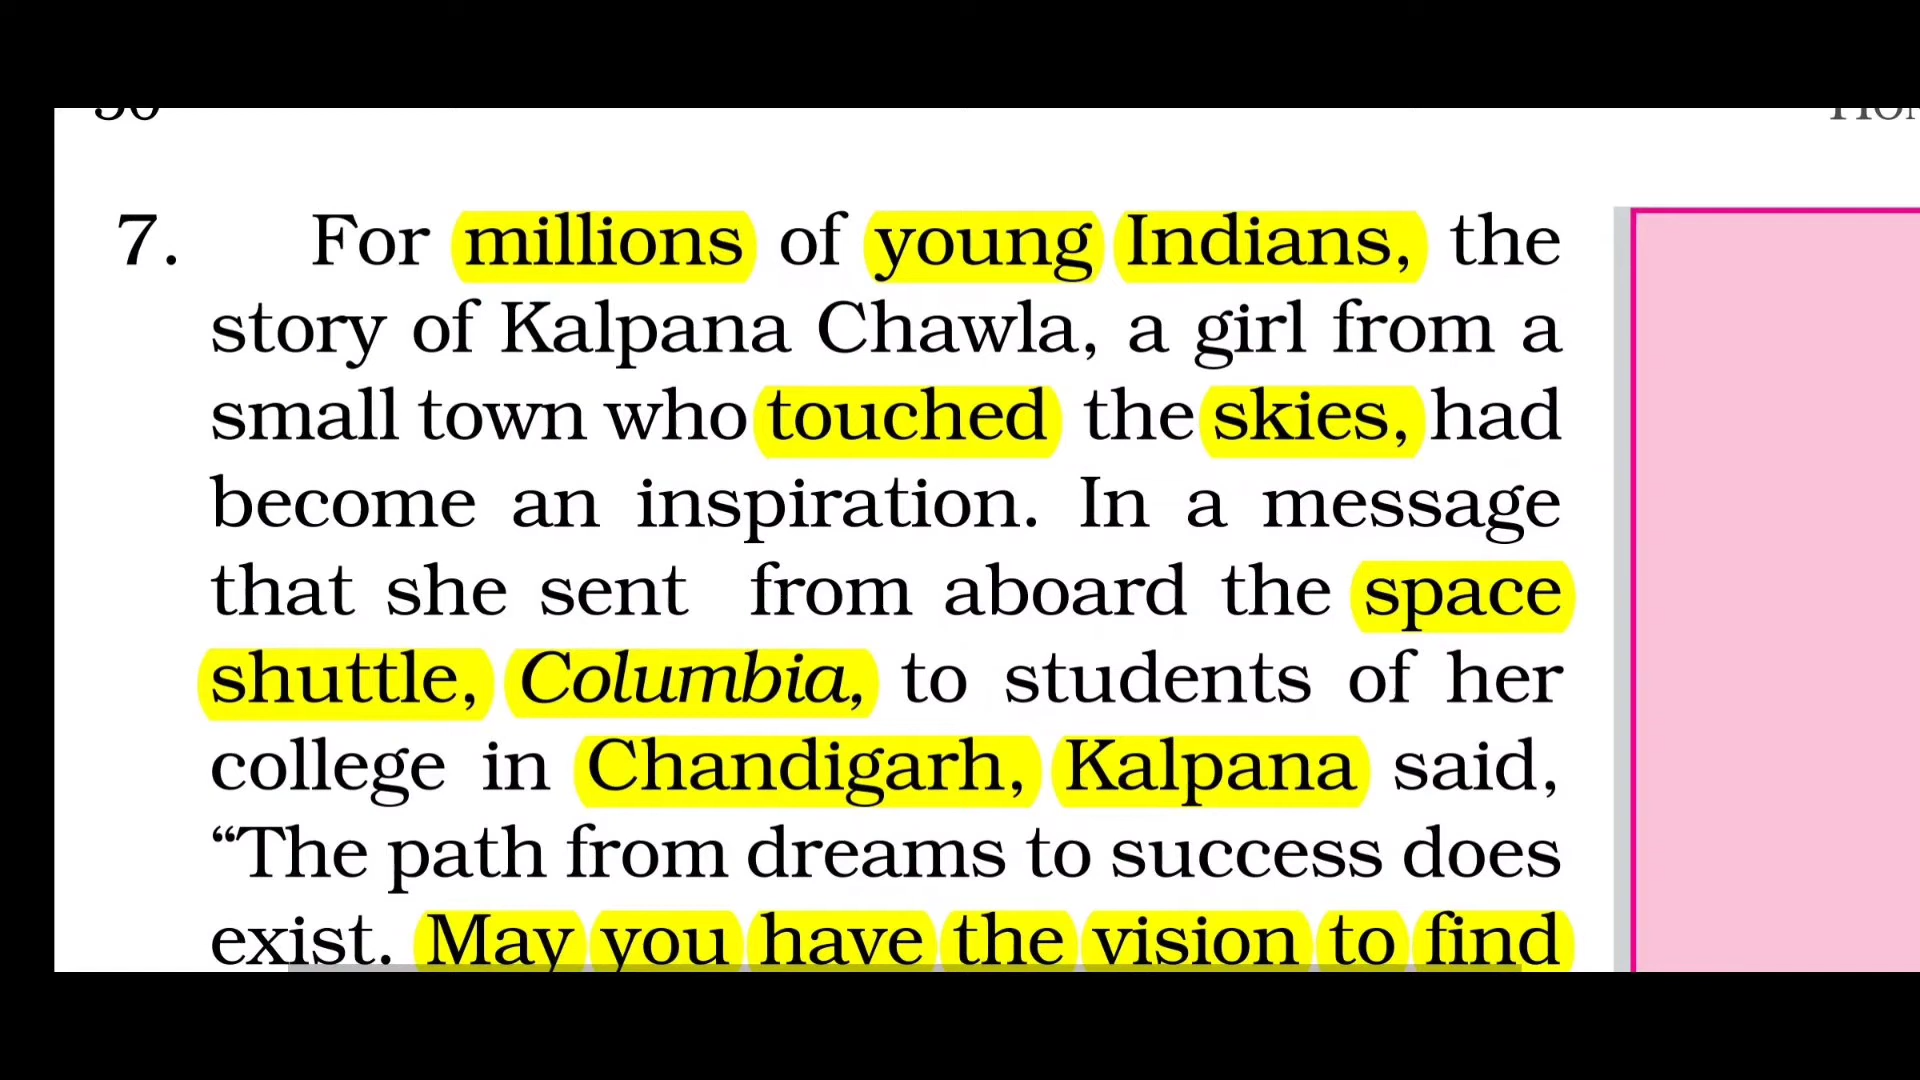 7. For millions of young Indians, the
story of Kalpana Chawla, a girl from a
small town who touched the skies, had
become an inspiration. In a message
that she sent from aboard the space
shuttle, Columbia, to students of her
college in Chandigarh, Kalpana said,
“The path from dreams to success does
exist. May you have the vision to find